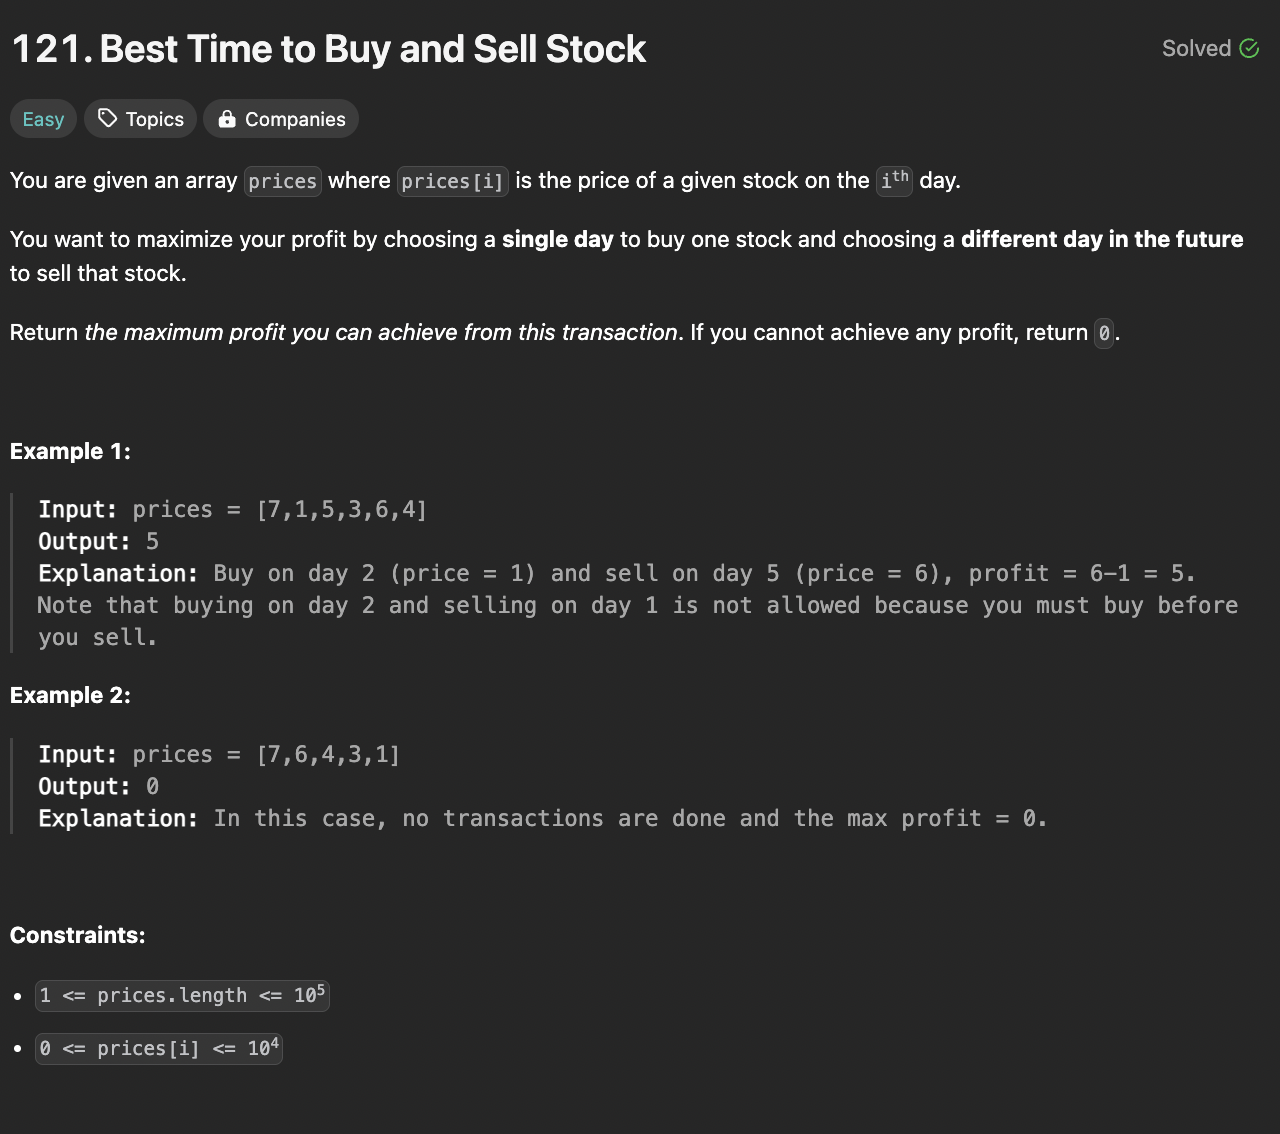 121. Best Time to Buy and Sell Stock
Solved
Easy Topics Companies
You are given an array prices where prices[i] is the price of a given stock on the ith day.
You want to maximize your profit by choosing a single day to buy one stock and choosing a different day in the future
to sell that stock.
Return the maximum profit you can achieve from this transaction. If you cannot achieve any profit, return 0.
Example 1:
Input: prices = [7,1,5,3,6,4]
Output: 5
Explanation: Buy on day 2 (price = 1) and sell on day 5 (price = 6), profit = 6-1 = 5.
Note that buying on day 2 and selling on day 1 is not allowed because you must buy before
you sell.
Example 2:
Input: prices = [7,6,4,3,1]
Output: 0
Explanation: In this case, no transactions are done and the max profit = 0.
Constraints:
• 1 <= prices.length <= 10⁵
• 0 <= prices[i] <= 10⁴